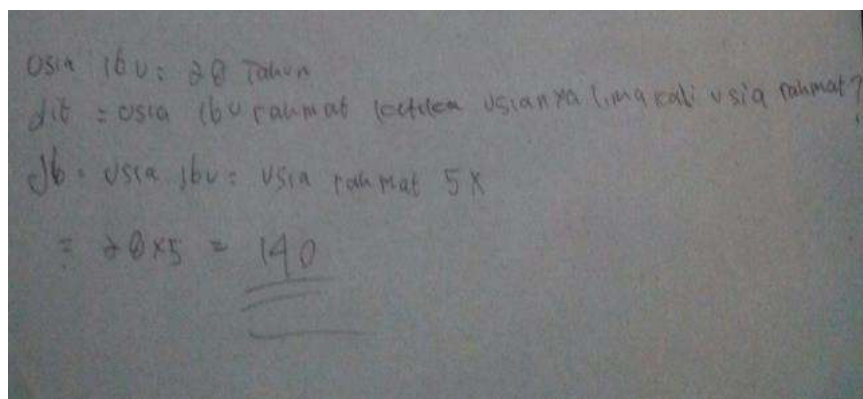 Usia ibu = 28 Tahun
dit = usia ibu rahmat ketika usianya lima kali usia rahmat?
Jb = usia ibu = usia rahmat 5x
= 28x5 = 140